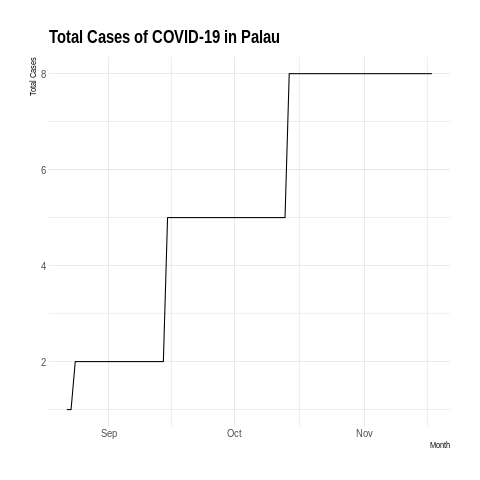 Total Cases of COVID-19 in Palau
Total Cases
8
6
4
2
Sep Oct Nov
Month